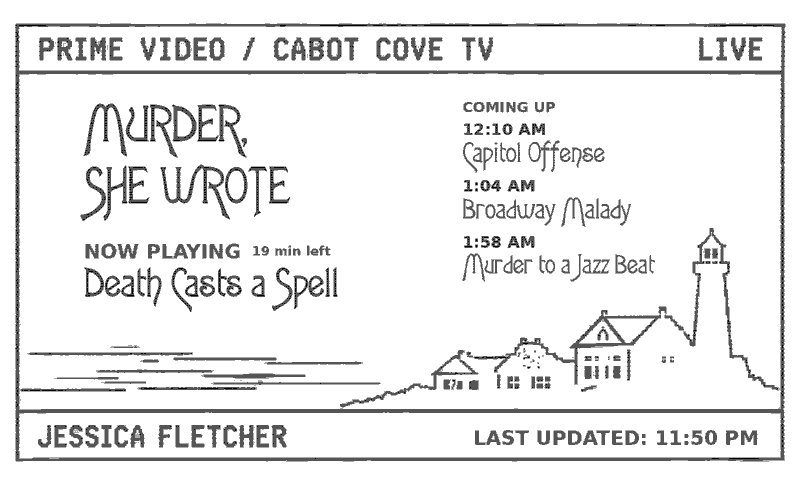 PRIME VIDEO / CABOT COVE TV
LIVE
MURDER,
SHE WROTE
NOW PLAYING 19 min left
Death Casts a Spell
COMING UP
12:10 AM
Capitol Offense
1:04 AM
Broadway Malady
1:58 AM
Murder to a Jazz Beat
JESSICA FLETCHER
LAST UPDATED: 11:50 PM